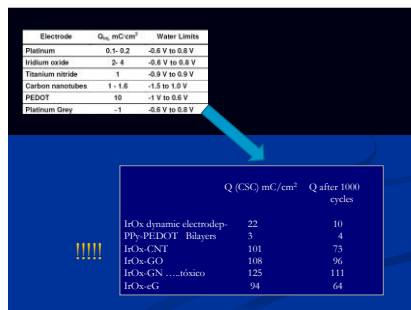 Electrode Qinj, mC/cm² Water Limits
Platinum 0.1- 0.2 -0.6 V to 0.8 V
Iridium oxide 2- 4 -0.6 V to 0.8 V
Titanium nitride 1 -0.9 V to 0.9 V
Carbon nanotubes 1 - 1.6 -1.5 to 1.0 V
PEDOT 10 -1 V to 0.6 V
Platinum Grey ~1 -0.6 V to 0.8 V
Q (CSC) mC/cm² Q after 1000
cycles
IrOx dynamic electrodep- 22 10
PPy-PEDOT Bilayers 3 4
IrOx-CNT 101 73
IrOx-GO 108 96
IrOx-GN …..tóxico 125 111
IrOx-eG 94 64
!!!!!